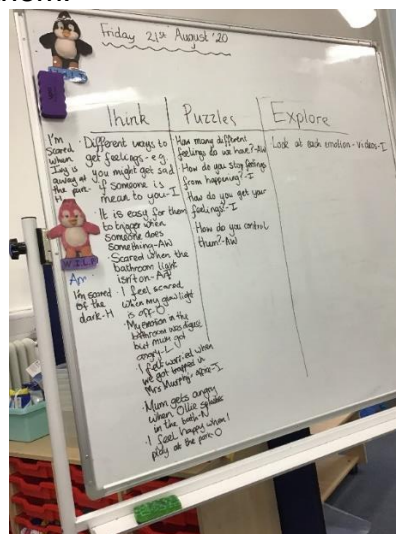 Friday 21st August '20
Think
Puzzles
Explore
I'm
Scared
when
Joey is
away at
the park-
H
W.I.L.F
I'm scared
of the
dark-H
· Different ways to
get feelings - e.g.
you might get sad
if someone is
mean to you-I
· It is easy for them
to trigger when
someone does
something-AW
· Scared when the
bathroom light
isn't on-
· I feel scared
when my glow light
is off-O
· My emotion in the
bathroom was
but mum got
angry-L
· I felt worried when
we got trapped in
Mrs Murphy's -I
· Mum gets angry
when Ollie splashes
in the bath-N
· I feel happy when I
play at the park-O
How many different
feelings do we have?-AW
How do you stop feelings
from happening?-I
How do you get your
feelings?-I
How do you control
them?-AW
Look at each emotion-videos-I